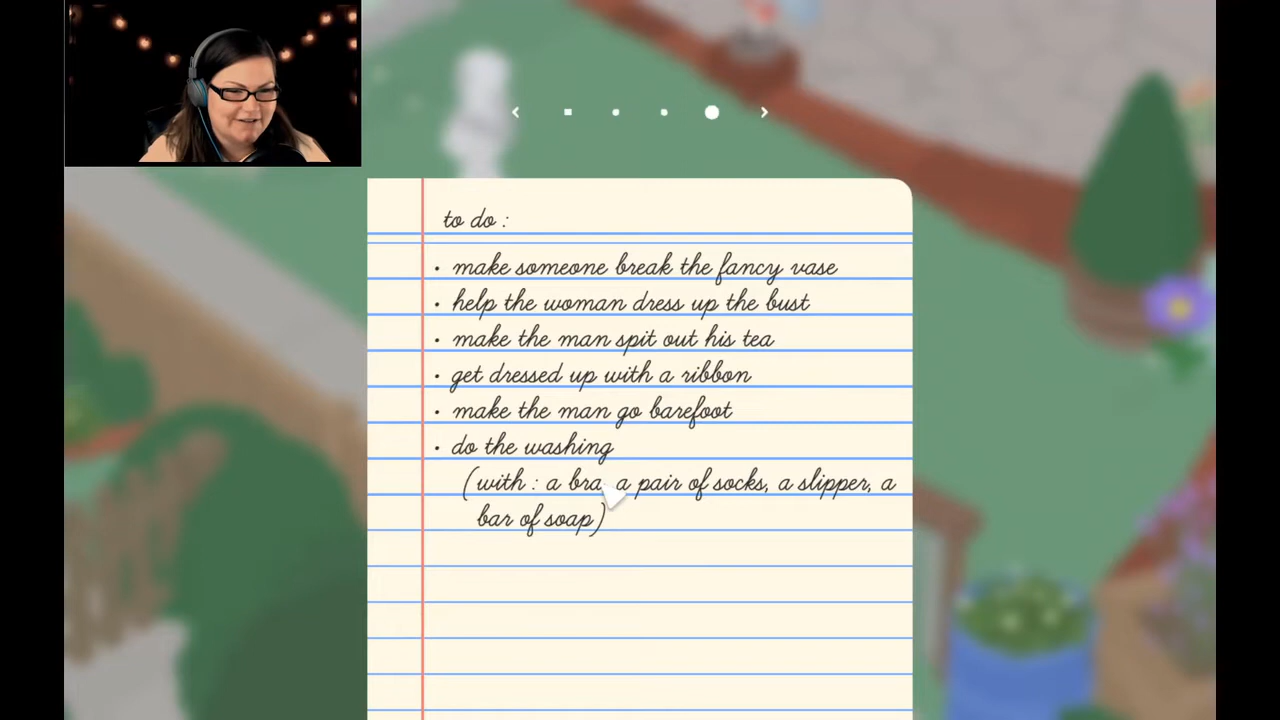 to do :
• make someone break the fancy vase
• help the woman dress up the bust
• make the man spit out his tea
• get dressed up with a ribbon
• make the man go barefoot
• do the washing
(with : a bra, a pair of socks, a slipper, a
bar of soap)